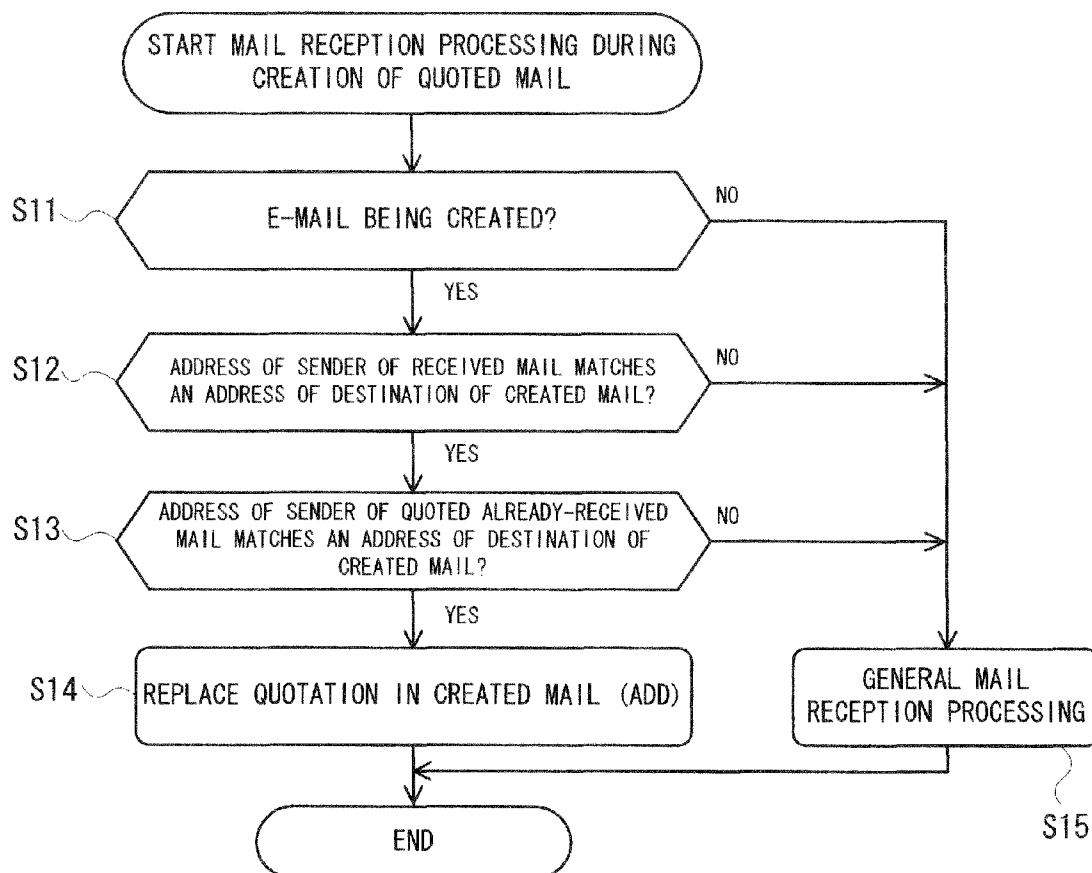 START MAIL RECEPTION PROCESSING DURING
CREATION OF QUOTED MAIL
S11
E-MAIL BEING CREATED?
NO
YES
S12
ADDRESS OF SENDER OF RECEIVED MAIL MATCHES
AN ADDRESS OF DESTINATION OF CREATED MAIL?
NO
YES
S13
ADDRESS OF SENDER OF QUOTED ALREADY-RECEIVED
MAIL MATCHES AN ADDRESS OF DESTINATION OF
CREATED MAIL?
NO
YES
S14
REPLACE QUOTATION IN CREATED MAIL (ADD)
GENERAL MAIL
RECEPTION PROCESSING
S15
END